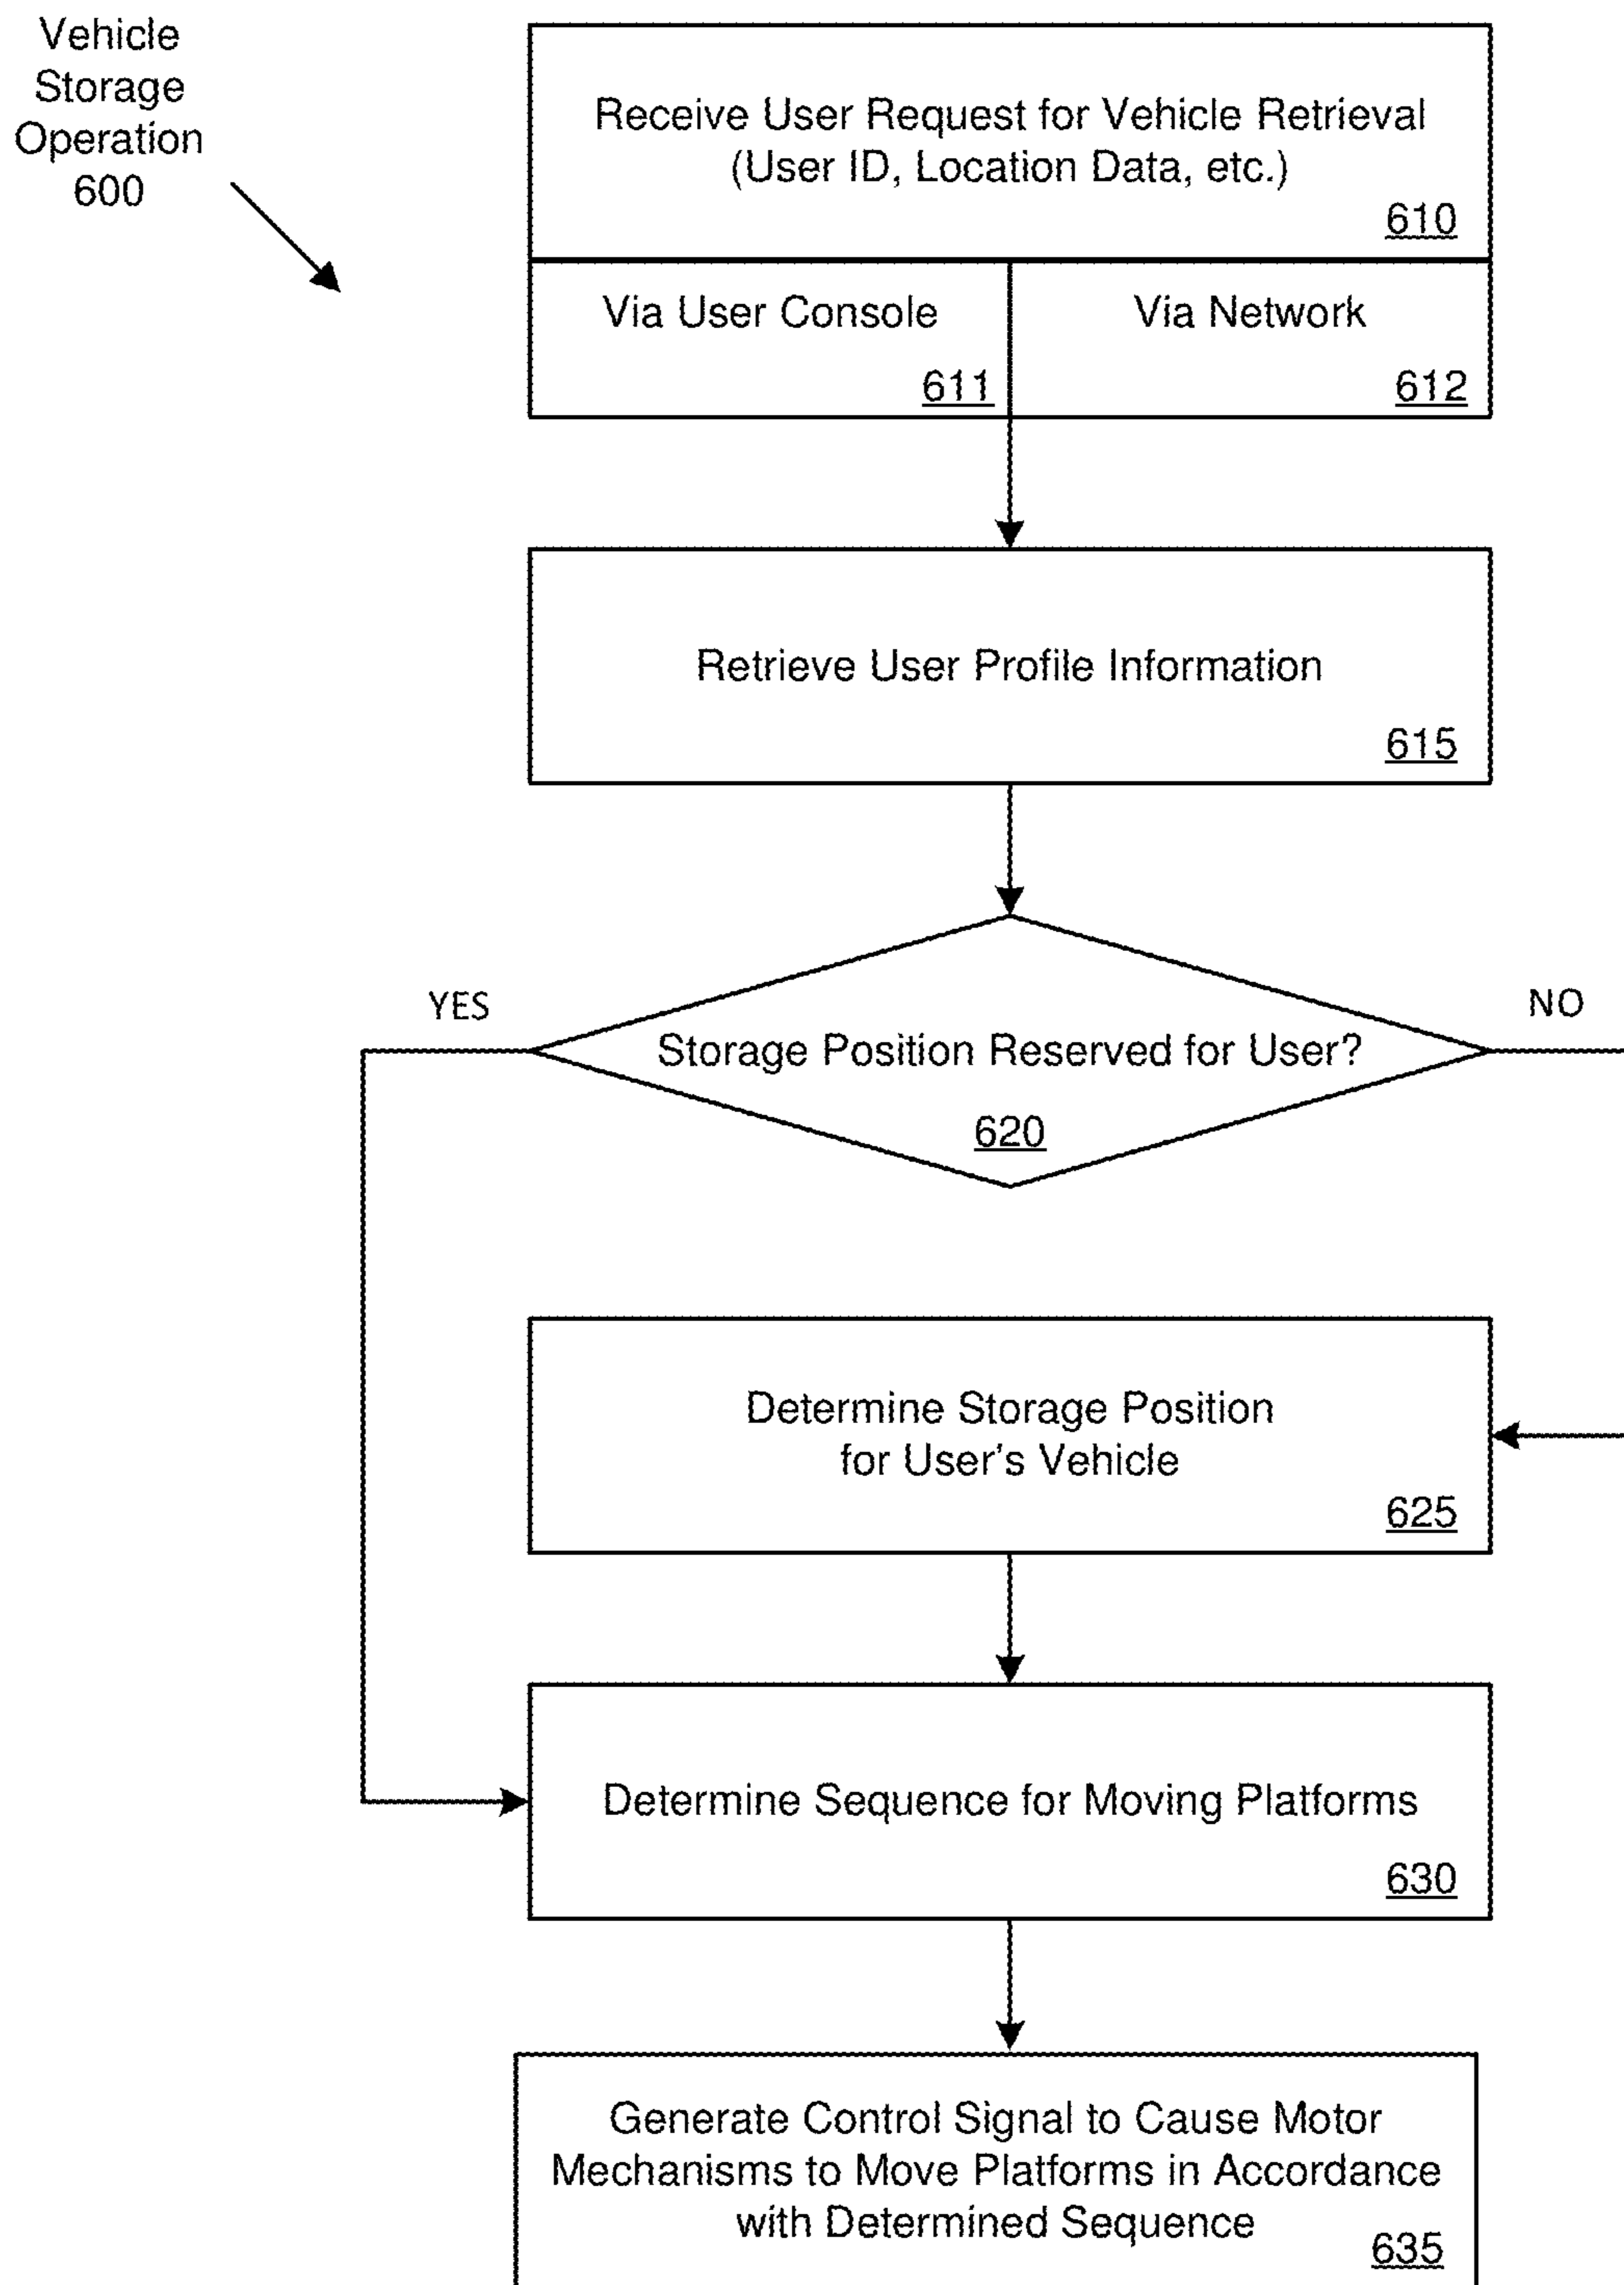 Vehicle
Storage
Operation
600
Receive User Request for Vehicle Retrieval
(User ID, Location Data, etc.)
610
Via User Console
611
Via Network
612
Retrieve User Profile Information
615
YES
NO
Storage Position Reserved for User?
620
Determine Storage Position
for User's Vehicle
625
Determine Sequence for Moving Platforms
630
Generate Control Signal to Cause Motor
Mechanisms to Move Platforms in Accordance
with Determined Sequence
635